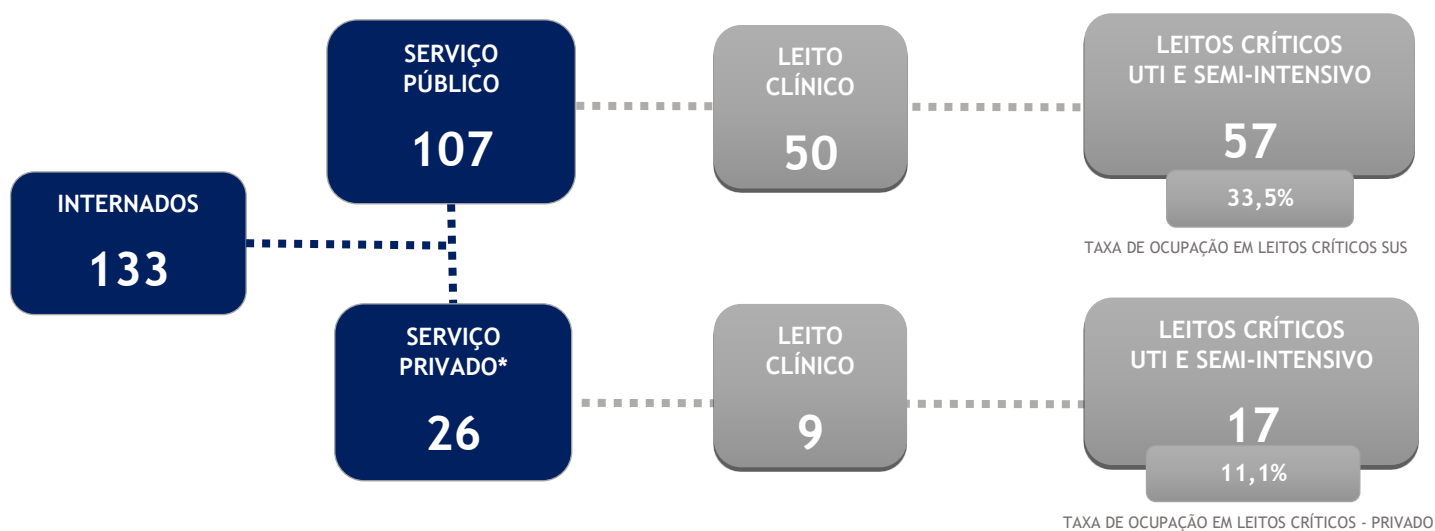 INTERNADOS
133
SERVIÇO
PÚBLICO
107
LEITO
CLÍNICO
50
LEITOS CRÍTICOS
UTI E SEMI-INTENSIVO
57
33,5%
TAXA DE OCUPAÇÃO EM LEITOS CRÍTICOS SUS
SERVIÇO
PRIVADO*
26
LEITO
CLÍNICO
9
LEITOS CRÍTICOS
UTI E SEMI-INTENSIVO
17
11,1%
TAXA DE OCUPAÇÃO EM LEITOS CRÍTICOS - PRIVADO